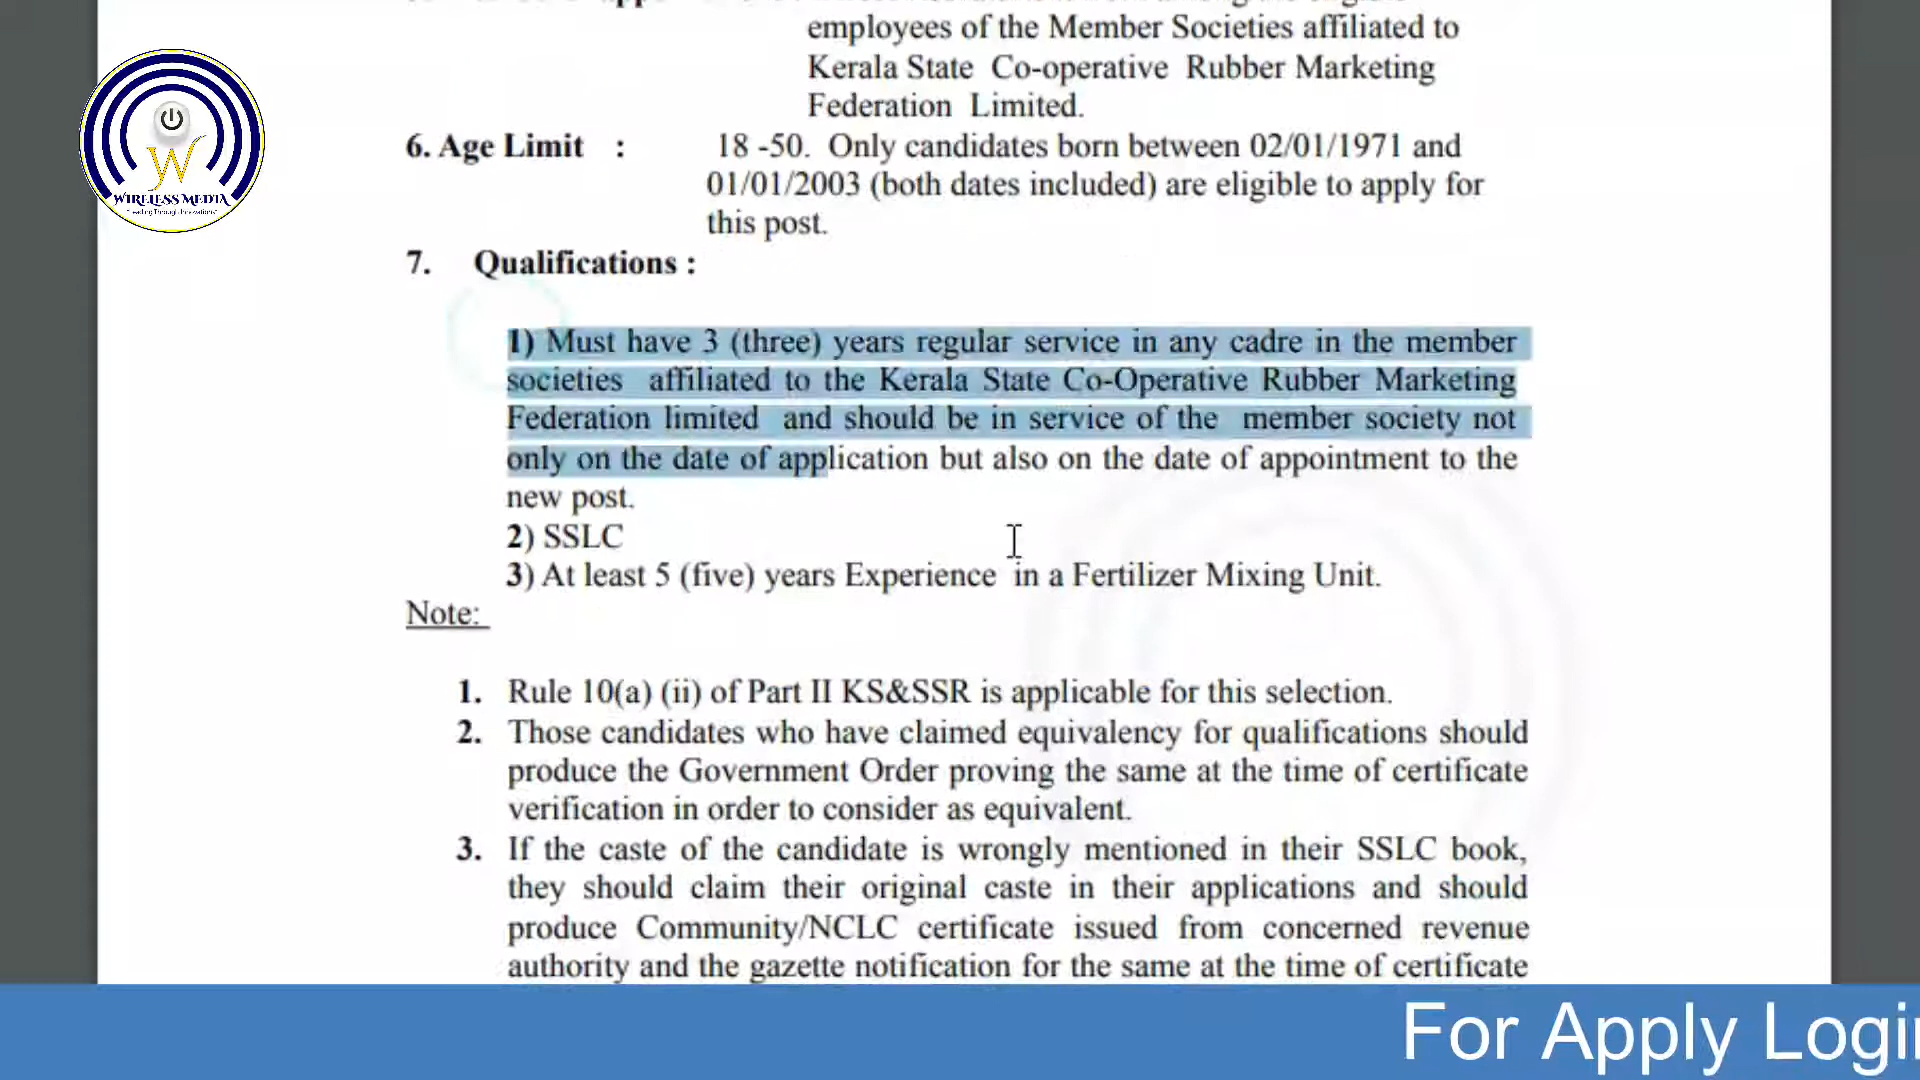 employees of the Member Societies affiliated to
Kerala State Co-operative Rubber Marketing
Federation Limited.
6. Age Limit : 18 -50. Only candidates born between 02/01/1971 and
01/01/2003 (both dates included) are eligible to apply for
this post.
7. Qualifications :
1) Must have 3 (three) years regular service in any cadre in the member
societies affiliated to the Kerala State Co-Operative Rubber Marketing
Federation limited and should be in service of the member society not
only on the date of application but also on the date of appointment to the
new post.
2) SSLC
3) At least 5 (five) years Experience in a Fertilizer Mixing Unit.
Note:
1. Rule 10(a) (ii) of Part II KS&SSR is applicable for this selection.
2. Those candidates who have claimed equivalency for qualifications should
produce the Government Order proving the same at the time of certificate
verification in order to consider as equivalent.
3. If the caste of the candidate is wrongly mentioned in their SSLC book,
they should claim their original caste in their applications and should
produce Community/NCLC certificate issued from concerned revenue
authority and the gazette notification for the same at the time of certificate
W
WIRELESS MEDIA
"Leading Through Innovations"
For Apply Login